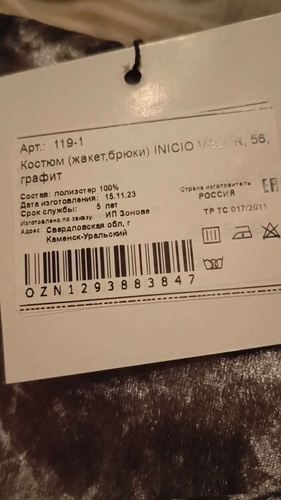 Арт.: 119-1
Костюм (жакет,брюки) INICIO 56,
графит
Состав: полиэстер 100%
Дата изготовления: 15.11.23
Срок службы: 5 лет
Изготовлено по заказу: ИП Зонова
Адрес Свердловская обл, г
Каменск-Уральский
Страна изготовитель
РОССИЯ
ТР ТС 017/2011
EAC
OZN1293883847